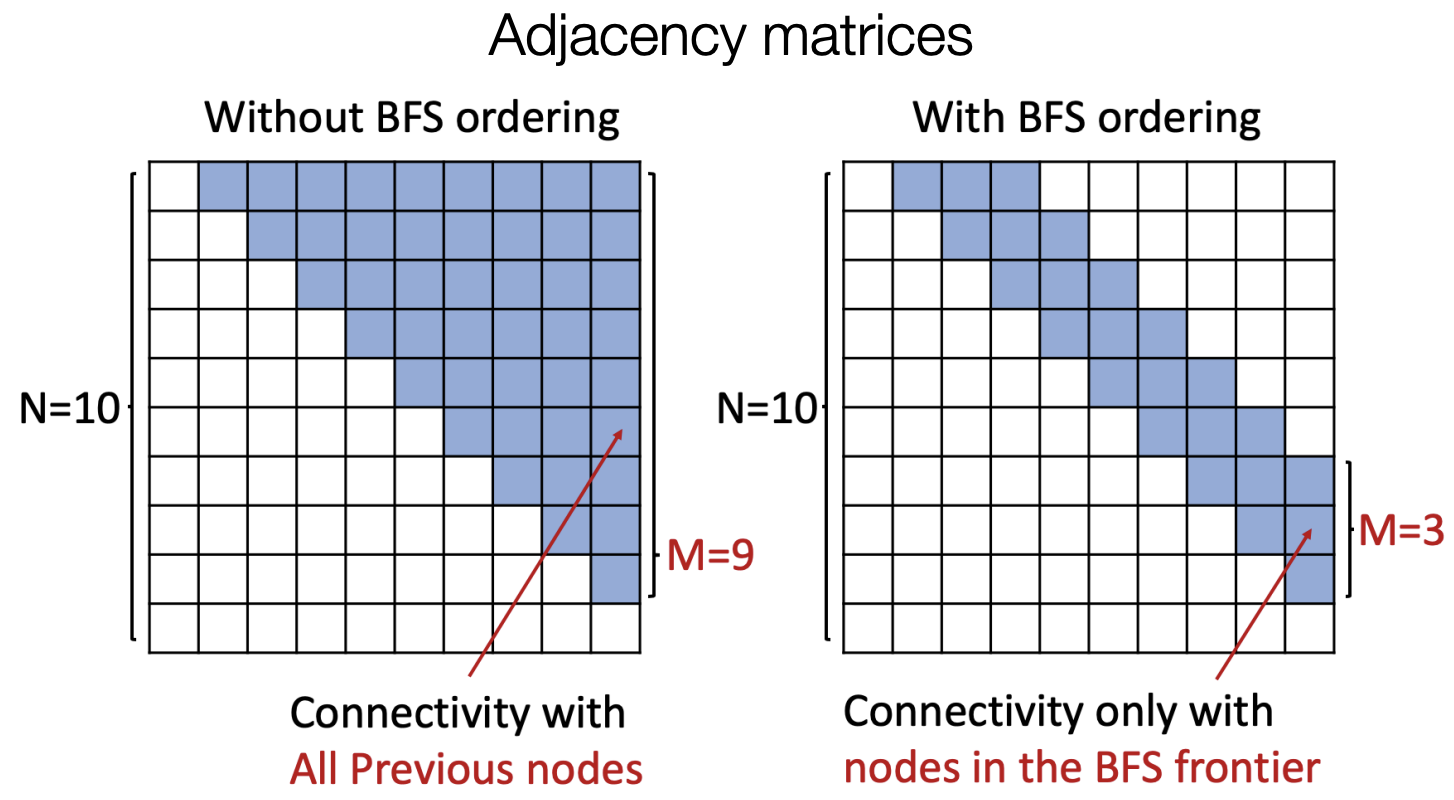 Adjacency matrices
Without BFS ordering
N=10
M=9
Connectivity with
All Previous nodes
With BFS ordering
N=10
M=3
Connectivity only with
nodes in the BFS frontier